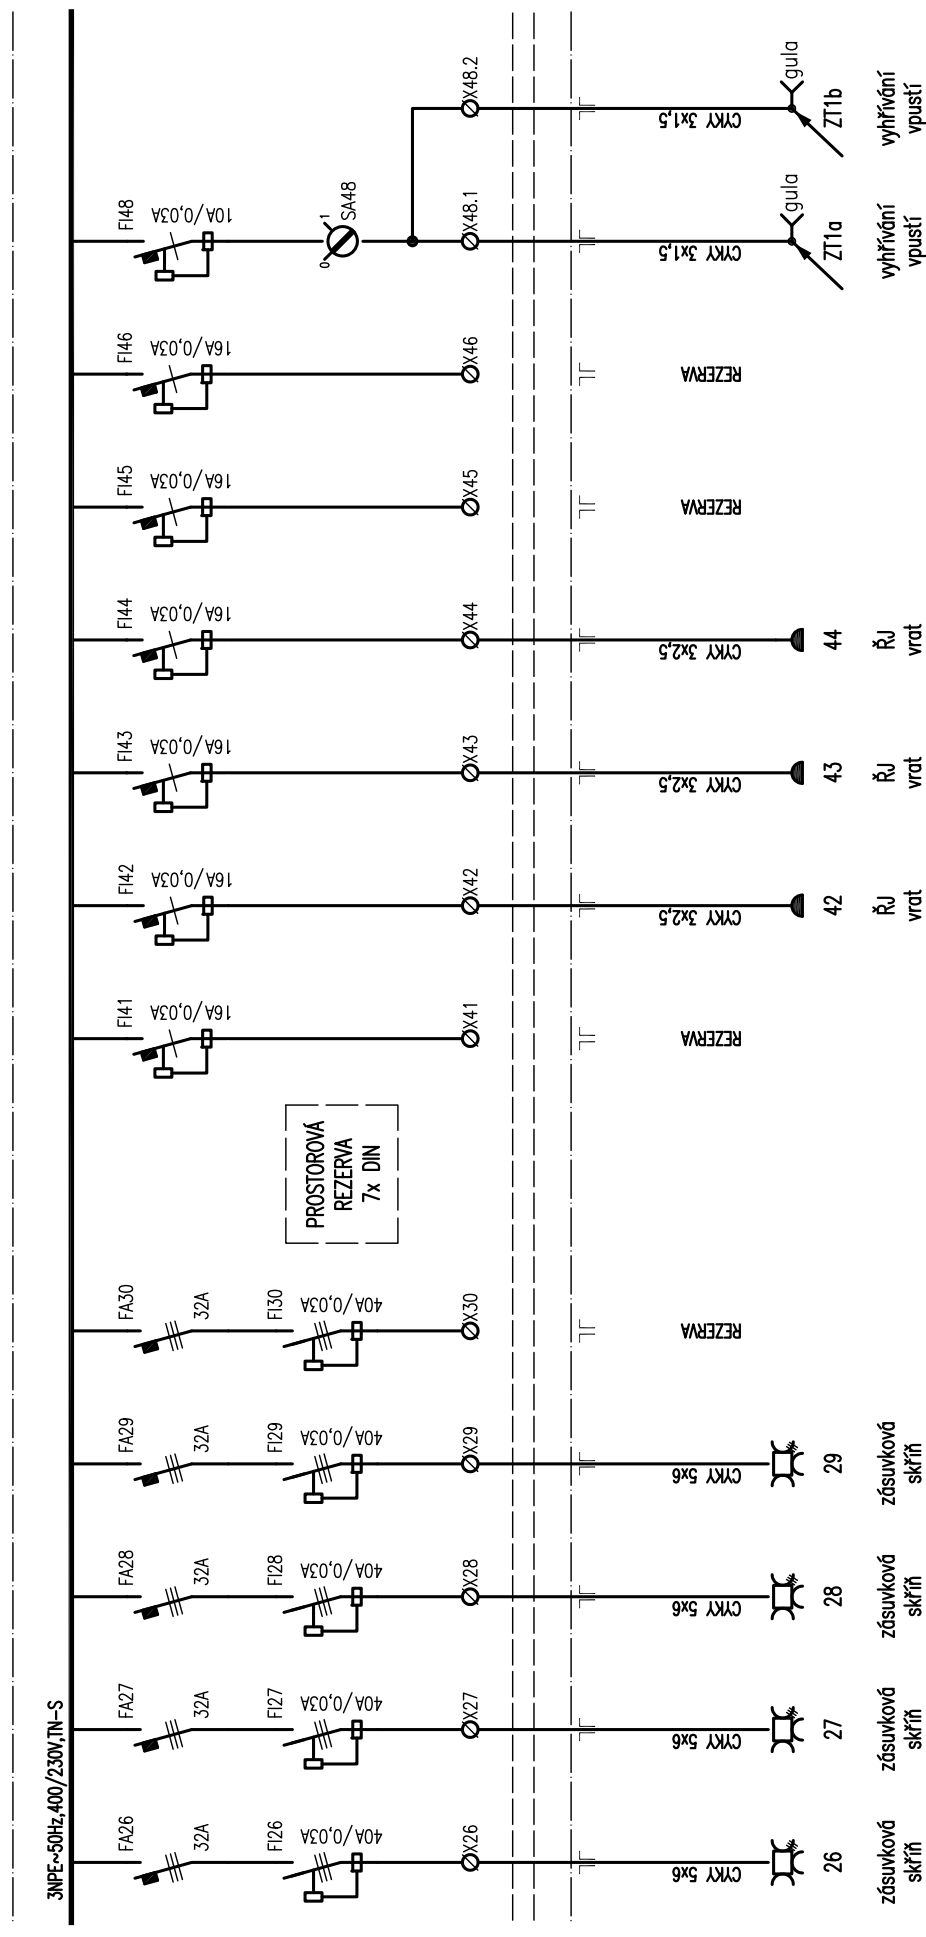 3NPE~50Hz,400/230V,TN-S
FA26
32A
FI26
40A/0,03A
X26
CYKY 5x6
26
zásuvková
skříň
FA27
32A
FI27
40A/0,03A
X27
CYKY 5x6
27
zásuvková
skříň
FA28
32A
FI28
40A/0,03A
X28
CYKY 5x6
28
zásuvková
skříň
FA29
32A
FI29
40A/0,03A
X29
CYKY 5x6
29
zásuvková
skříň
FA30
32A
FI30
40A/0,03A
X30
REZERVA
PROSTOROVÁ
REZERVA
7x DIN
FI41
16A/0,03A
X41
REZERVA
FI42
16A/0,03A
X42
CYKY 3x2,5
42
ŘJ
vrat
FI43
16A/0,03A
X43
CYKY 3x2,5
43
ŘJ
vrat
FI44
16A/0,03A
X44
CYKY 3x2,5
44
ŘJ
vrat
FI45
16A/0,03A
X45
REZERVA
FI46
16A/0,03A
X46
REZERVA
FI48
10A/0,03A
0
1
SA48
X48.1
CYKY 3x1,5
gula
ZT1a
vyhřívání
vpustí
X48.2
CYKY 3x1,5
gula
ZT1b
vyhřívání
vpustí